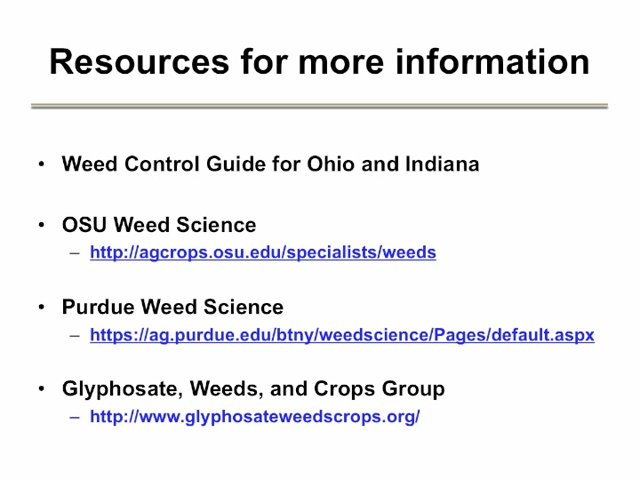 Resources for more information
• Weed Control Guide for Ohio and Indiana
• OSU Weed Science
– http://agcrops.osu.edu/specialists/weeds
• Purdue Weed Science
– https://ag.purdue.edu/btny/weedscience/Pages/default.aspx
• Glyphosate, Weeds, and Crops Group
– http://www.glyphosateweedscrops.org/